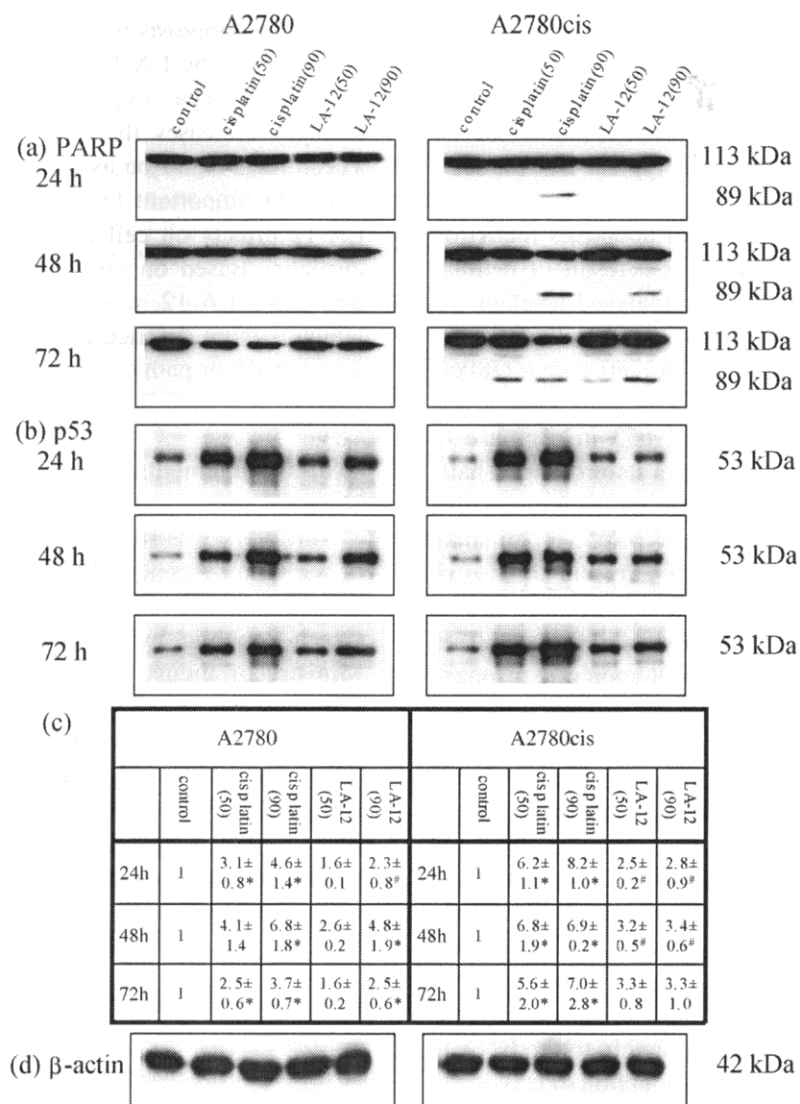 A2780 A2780cis
control cisplatin(50) cisplatin(90) LA-12(50) LA-12(90) control cisplatin(50) cisplatin(90) LA-12(50) LA-12(90)
(a) PARP 113 kDa
24 h 89 kDa
48 h 113 kDa
89 kDa
72 h 113 kDa
89 kDa
(b) p53
24 h 53 kDa
48 h 53 kDa
72 h 53 kDa
(c)
A2780 A2780cis
control cisplatin (50) cisplatin (90) LA-12 (50) LA-12 (90) control cisplatin (50) cisplatin (90) LA-12 (50) LA-12 (90)
24h 1 3.1± 0.8* 4.6± 1.4* 1.6± 0.1 2.3± 0.8# 24h 1 6.2± 1.1* 8.2± 1.0* 2.5± 0.2# 2.8± 0.9#
48h 1 4.1± 1.4 6.8± 1.8* 2.6± 0.2 4.8± 1.9* 48h 1 6.8± 1.9* 6.9± 0.2* 3.2± 0.5# 3.4± 0.6#
72h 1 2.5± 0.6* 3.7± 0.7* 1.6± 0.2 2.5± 0.6* 72h 1 5.6± 2.0* 7.0± 2.8* 3.3± 0.8 3.3± 1.0
(d) β-actin 42 kDa